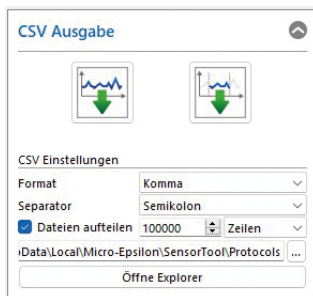 CSV Ausgabe
CSV Einstellungen
Format Komma
Separator Semikolon
Dateien aufteilen 100000 Zeilen
Data\Local\Micro-Epsilon\SensorTool\Protocols ...
Öffne Explorer